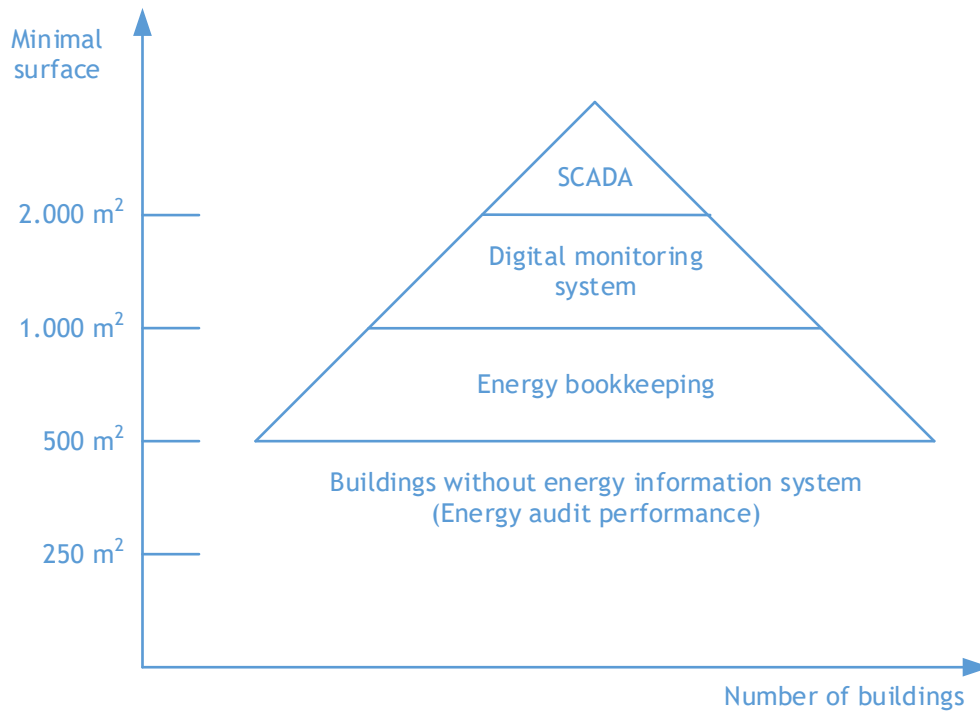 Minimal
surface
SCADA
2.000 m²
Digital monitoring
system
1.000 m²
Energy bookkeeping
500 m²
Buildings without energy information system
(Energy audit performance)
250 m²
Number of buildings